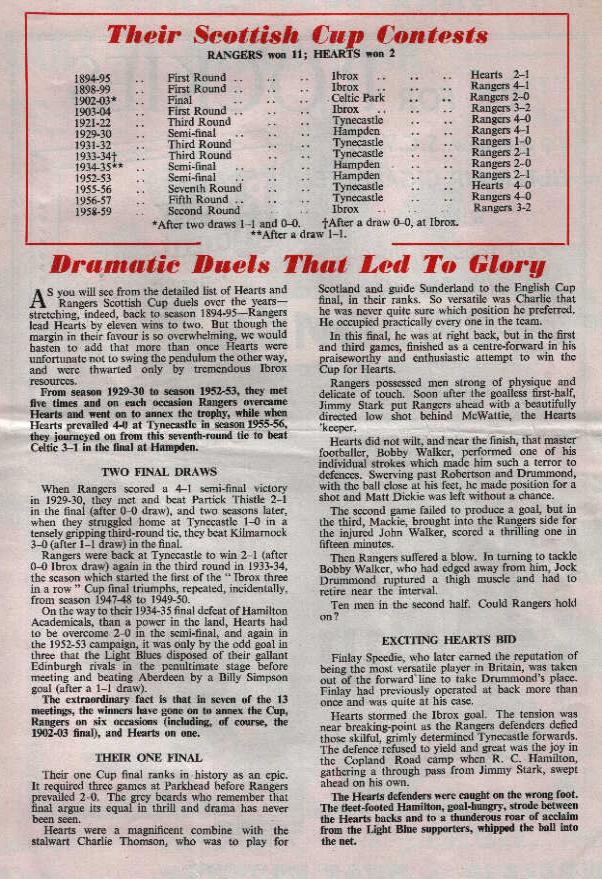 Their Scottish Cup Contests
RANGERS won 11; HEARTS won 2
1894-95 .. First Round .. .. Ibrox .. .. .. Hearts 2–1
1898-99 .. First Round .. .. Ibrox .. .. .. Rangers 4–1
1902-03* .. Final .. .. Celtic Park .. .. Rangers 2–0
1903-04 .. First Round .. .. Ibrox .. .. .. Rangers 3–2
1921-22 .. Third Round .. Tynecastle .. .. Rangers 4–0
1929-30 .. Semi-final .. .. Hampden .. .. Rangers 4–1
1931-32 .. Third Round .. Tynecastle .. .. Rangers 1–0
1933-34† .. Third Round .. Tynecastle .. .. Rangers 2–1
1934-35** .. Semi-final .. .. Hampden .. .. Rangers 2–0
1952-53 .. Semi-final .. .. Hampden .. .. Rangers 2–1
1955-56 .. Seventh Round .. Tynecastle .. .. Hearts 4–0
1956-57 .. Fifth Round .. .. Tynecastle .. .. Rangers 4–0
1958-59 .. Second Round .. Ibrox .. .. .. Rangers 3–2
*After two draws 1–1 and 0–0. †After a draw 0–0, at Ibrox.
**After a draw 1–1.
Dramatic Duels That Led To Glory
AS you will see from the detailed list of Hearts and
Rangers Scottish Cup duels over the years—
stretching, indeed, back to season 1894-95—Rangers
lead Hearts by eleven wins to two. But though the
margin in their favour is so overwhelming, we would
hasten to add that more than once Hearts were
unfortunate not to swing the pendulum the other way,
and were thwarted only by tremendous Ibrox
resources.
From season 1929-30 to season 1952-53, they met
five times and on each occasion Rangers overcame
Hearts and went on to annex the trophy, while when
Hearts prevailed 4-0 at Tynecastle in season 1955-56,
they journeyed on from this seventh-round tie to beat
Celtic 3–1 in the final at Hampden.
TWO FINAL DRAWS
When Rangers scored a 4–1 semi-final victory
in 1929-30, they met and beat Partick Thistle 2–1
in the final (after 0–0 draw), and two seasons later,
when they struggled home at Tynecastle 1–0 in a
tensely gripping third-round tie, they beat Kilmarnock
3–0 (after 1–1 draw) in the final.
Rangers were back at Tynecastle to win 2–1 (after
0–0 Ibrox draw) again in the third round in 1933-34,
the season which started the first of the "Ibrox three
in a row" Cup final triumphs, repeated, incidentally,
from season 1947-48 to 1949-50.
On the way to their 1934-35 final defeat of Hamilton
Academicals, than a power in the land, Hearts had
to be overcome 2–0 in the semi-final, and again in
the 1952-53 campaign, it was only by the odd goal in
three that the Light Blues disposed of their gallant
Edinburgh rivals in the penultimate stage before
meeting and beating Aberdeen by a Billy Simpson
goal (after a 1–1 draw).
The extraordinary fact is that in seven of the 13
meetings, the winners have gone on to annex the Cup,
Rangers on six occasions (including, of course, the
1902-03 final), and Hearts on one.
THEIR ONE FINAL
Their one Cup final ranks in history as an epic.
It required three games at Parkhead before Rangers
prevailed 2–0. The grey beards who remember that
final argue its equal in thrill and drama has never
been seen.
Hearts were a magnificent combine with the
stalwart Charlie Thomson, who was to play for
Scotland and guide Sunderland to the English Cup
final, in their ranks. So versatile was Charlie that
he was never quite sure which position he preferred.
He occupied practically every one in the team.
In this final, he was at right back, but in the first
and third games, finished as a centre-forward in his
praiseworthy and enthusiastic attempt to win the
Cup for Hearts.
Rangers possessed men strong of physique and
delicate of touch. Soon after the goalless first-half,
Jimmy Stark put Rangers ahead with a beautifully
directed low shot behind McWattie, the Hearts
'keeper.
Hearts did not wilt, and near the finish, that master
footballer, Bobby Walker, performed one of his
individual strokes which made him such a terror to
defences. Swerving past Robertson and Drummond,
with the ball close at his feet, he made position for a
shot and Matt Dickie was left without a chance.
The second game failed to produce a goal, but in
the third, Mackie, brought into the Rangers side for
the injured John Walker, scored a thrilling one in
fifteen minutes.
Then Rangers suffered a blow. In turning to tackle
Bobby Walker, who had edged away from him, Jock
Drummond ruptured a thigh muscle and had to
retire near the interval.
Ten men in the second half. Could Rangers hold
on?
EXCITING HEARTS BID
Finlay Speedie, who later earned the reputation of
being the most versatile player in Britain, was taken
out of the forward line to take Drummond's place.
Finlay had previously operated at back more than
once and was quite at his case.
Hearts stormed the Ibrox goal. The tension was
near breaking-point as the Rangers defenders defied
those skilful, grimly determined Tynecastle forwards.
The defence refused to yield and great was the joy in
the Copland Road camp when R. C. Hamilton,
gathering a through pass from Jimmy Stark, swept
ahead on his own.
The Hearts defenders were caught on the wrong foot.
The fleet-footed Hamilton, goal-hungry, strode between
the Hearts backs and to a thunderous roar of acclaim
from the Light Blue supporters, whipped the ball into
the net.